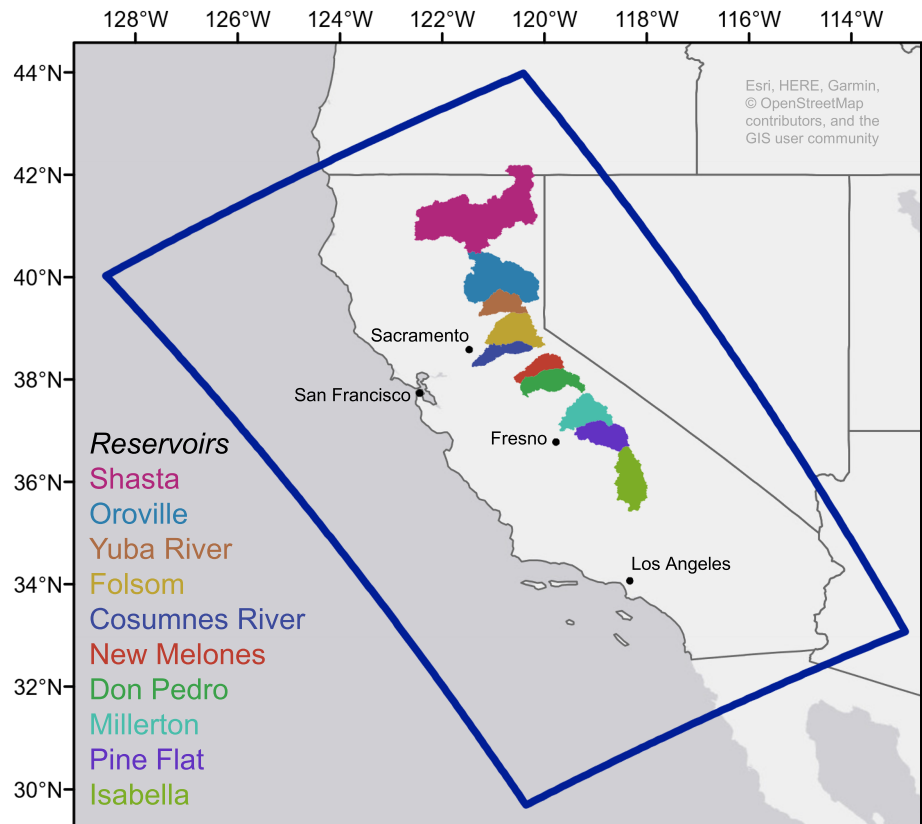 128°W 126°W 124°W 122°W 120°W 118°W 116°W 114°W
44°N
Esri, HERE, Garmin,
© OpenStreetMap
contributors, and the
GIS user community
42°N
40°N
Sacramento
38°N
San Francisco
Fresno
36°N
Los Angeles
34°N
32°N
30°N
Reservoirs
Shasta
Oroville
Yuba River
Folsom
Cosumnes River
New Melones
Don Pedro
Millerton
Pine Flat
Isabella